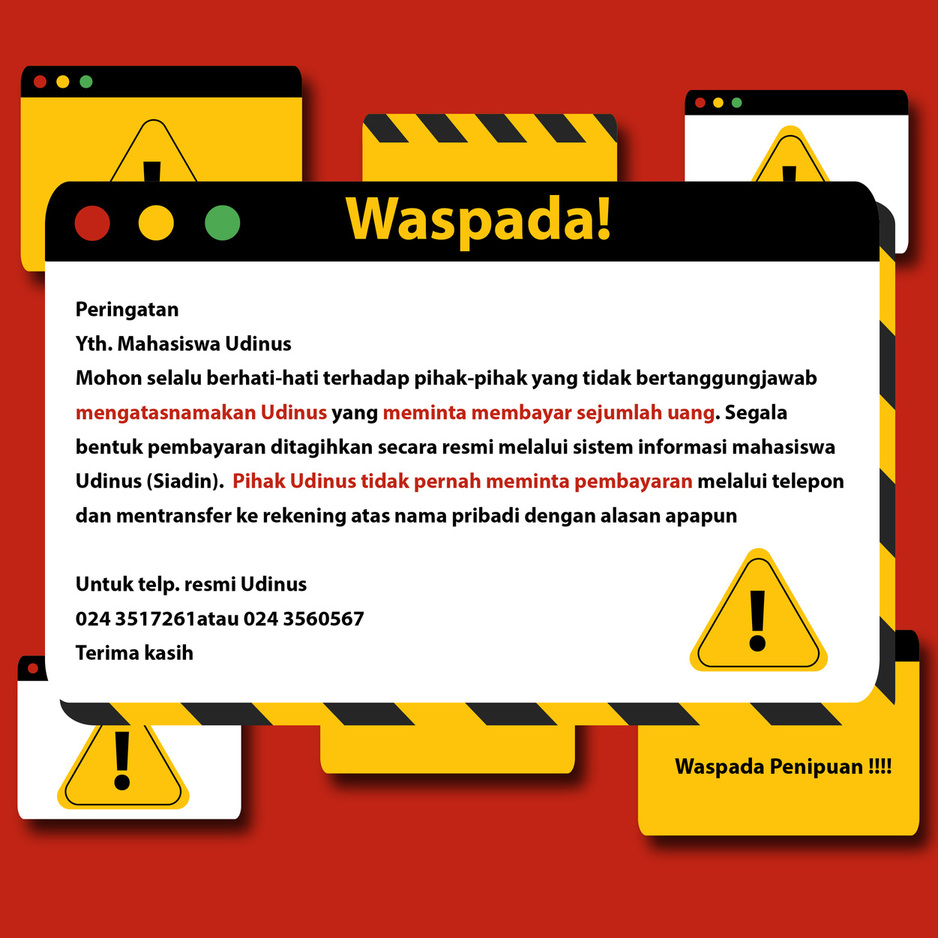 Waspada!
Peringatan
Yth. Mahasiswa Udinus
Mohon selalu berhati-hati terhadap pihak-pihak yang tidak bertanggungjawab
mengatasnamakan Udinus yang meminta membayar sejumlah uang. Segala
bentuk pembayaran ditagihkan secara resmi melalui sistem informasi mahasiswa
Udinus (Siadin). Pihak Udinus tidak pernah meminta pembayaran melalui telepon
dan mentransfer ke rekening atas nama pribadi dengan alasan apapun
Untuk telp. resmi Udinus
024 3517261atau 024 3560567
Terima kasih
Waspada Penipuan !!!!